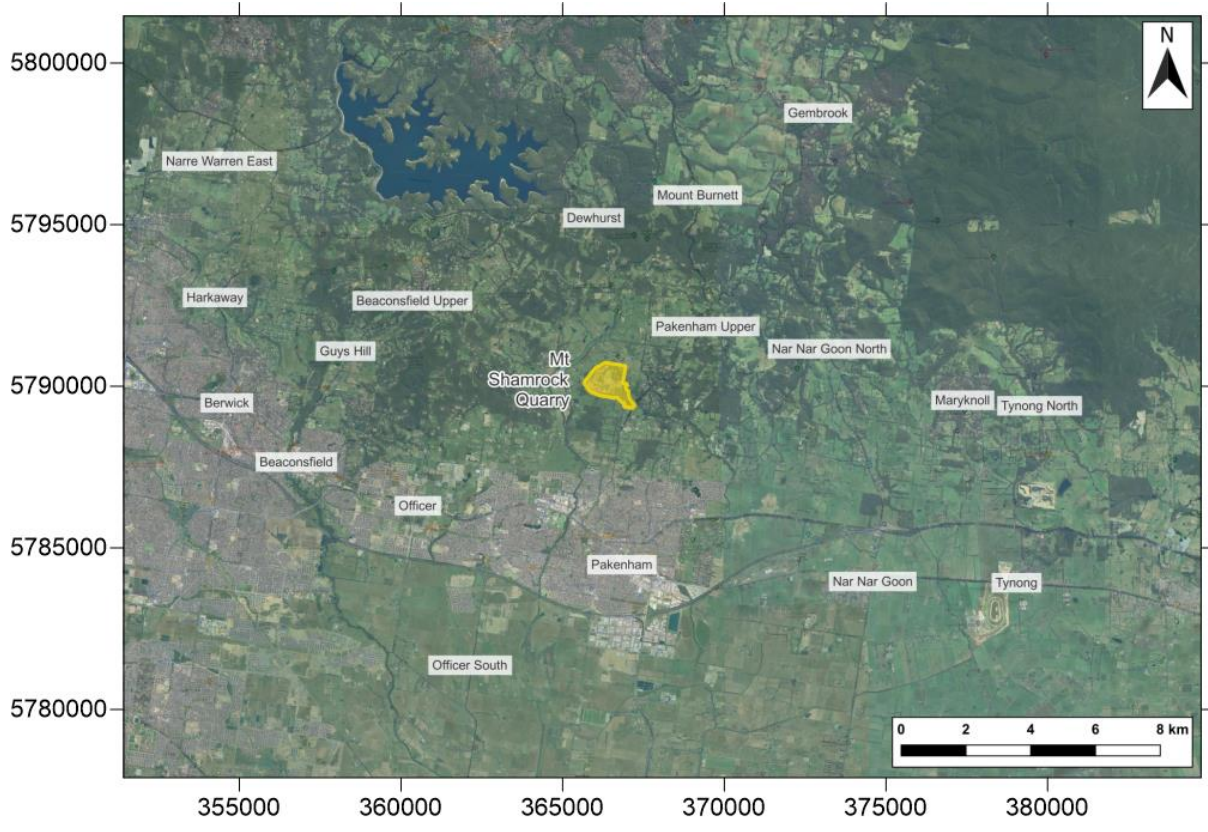 N
5800000
Gembrook
Narre Warren East
Mount Burnett
5795000
Dewhurst
Harkaway
Beaconsfield Upper
Pakenham Upper
Guys Hill
Nar Nar Goon North
Mt
Shamrock
Quarry
5790000
Berwick
Maryknoll
Tynong North
Beaconsfield
Officer
5785000
Pakenham
Nar Nar Goon
Tynong
Officer South
5780000
0 2 4 6 8 km
355000 360000 365000 370000 375000 380000